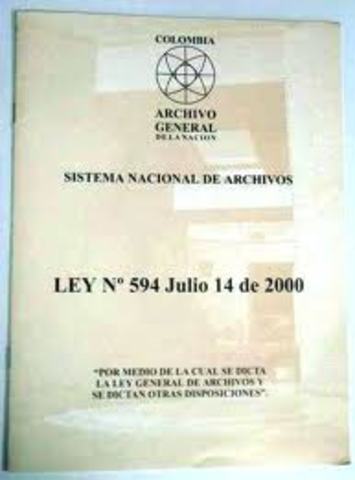 COLOMBIA
ARCHIVO
GENERAL
DE LA NACION
SISTEMA NACIONAL DE ARCHIVOS
LEY Nº 594 Julio 14 de 2000
"POR MEDIO DE LA CUAL SE DICTA
LA LEY GENERAL DE ARCHIVOS Y
SE DICTAN OTRAS DISPOSICIONES".